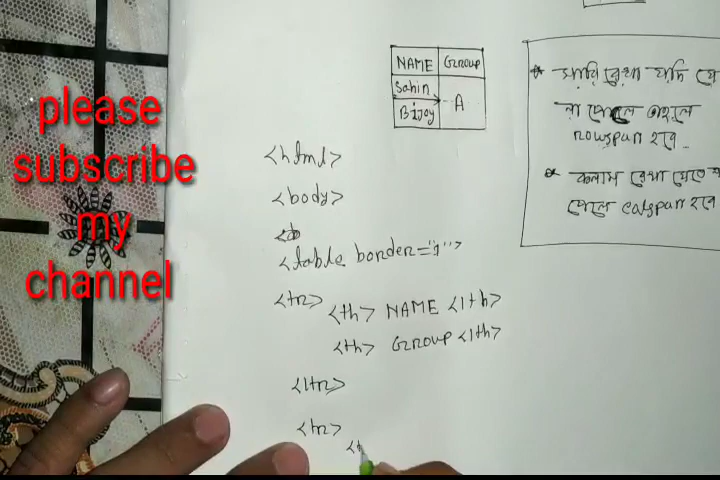 please
subscribe
my
channel
NAME Group
Sahin
Bijoy
A
সারি রেখা যদি
না পেলে তাহলে
rowspan হবে
কলাম রেখা যেতে
পেলে colspan হবে
<html>
<body>
<table border="1">
<tr>
<th> NAME </th>
<th> Group </th>
</tr>
<tr>
<t